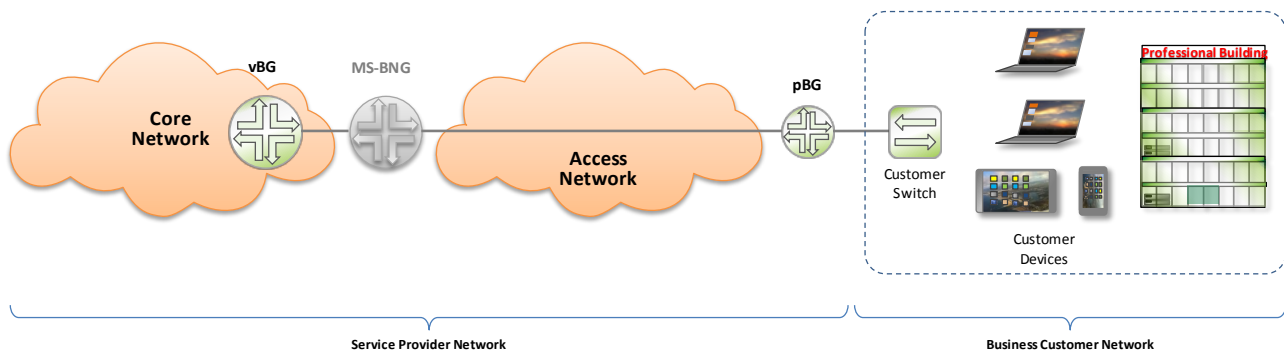 vBG
MS-BNG
Core
Network
Access
Network
pBG
Customer
Switch
Professional Building
Customer
Devices
Service Provider Network
Business Customer Network